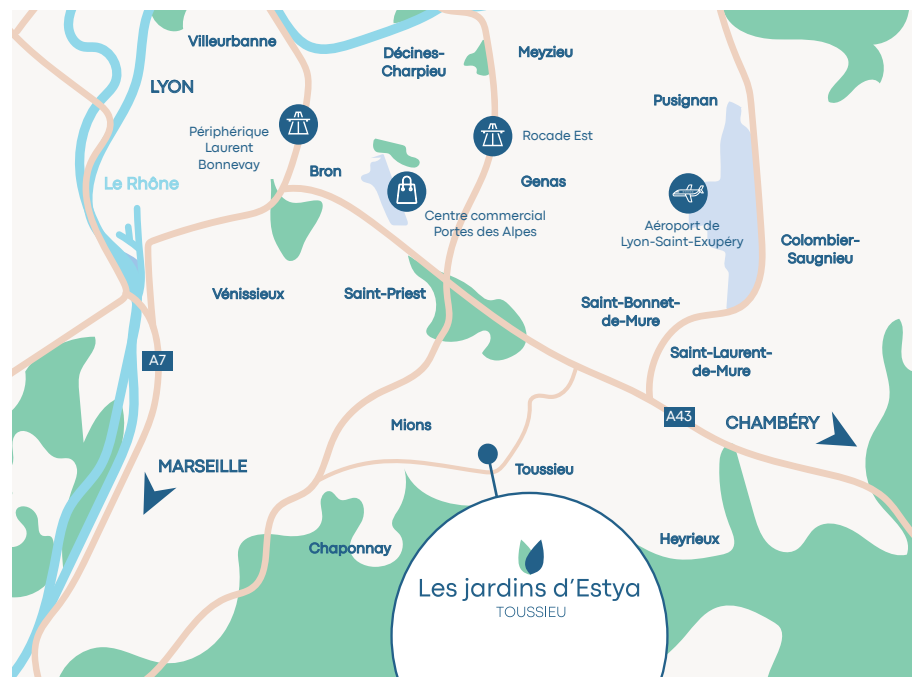 Villeurbanne
Décines-
Charpieu
Meyzieu
LYON
Pusignan
Périphérique
Laurent
Bonnevay
Rocade Est
Bron
Le Rhône
Genas
Centre commercial
Portes des Alpes
Aéroport de
Lyon-Saint-Exupéry
Colombier-
Saugnieu
Vénissieux
Saint-Priest
Saint-Bonnet-
de-Mure
A7
Saint-Laurent-
de-Mure
A43
CHAMBÉRY
Mions
MARSEILLE
Toussieu
Chaponnay
Heyrieux
Les jardins d’Estya
TOUSSIEU